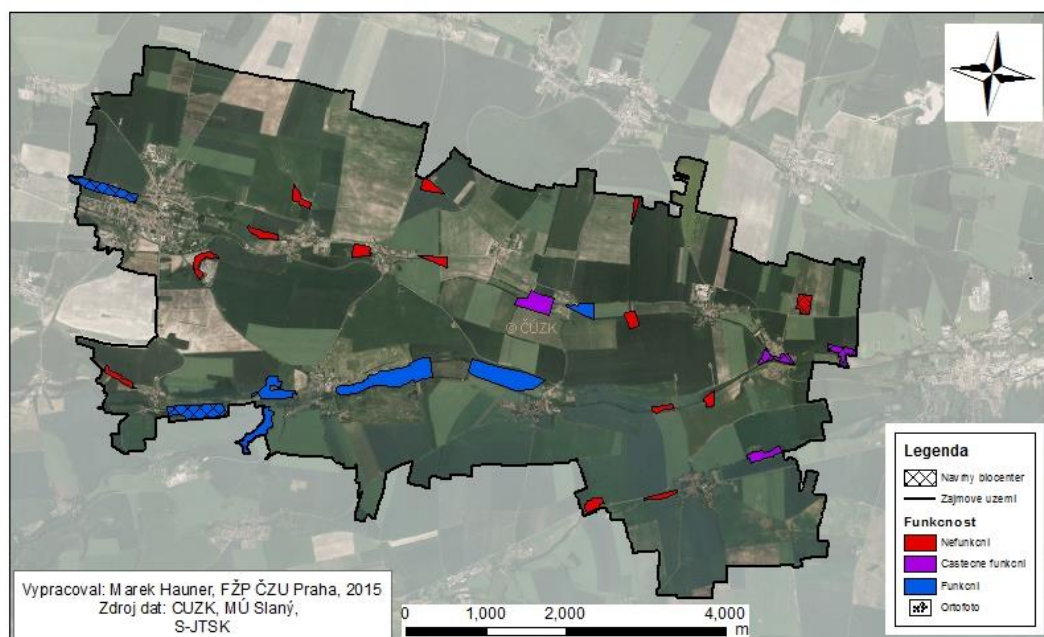 © ČÚZK
Legenda
Navrhy biocenter
Zajmove uzemi
Funkcnost
Nefunkcni
Castecne funkcni
Funkcni
Ortofoto
Vypracoval: Marek Hauner, FŽP ČZU Praha, 2015
Zdroj dat: CUZK, MÚ Slaný,
S-JTSK
0 1,000 2,000 4,000
m